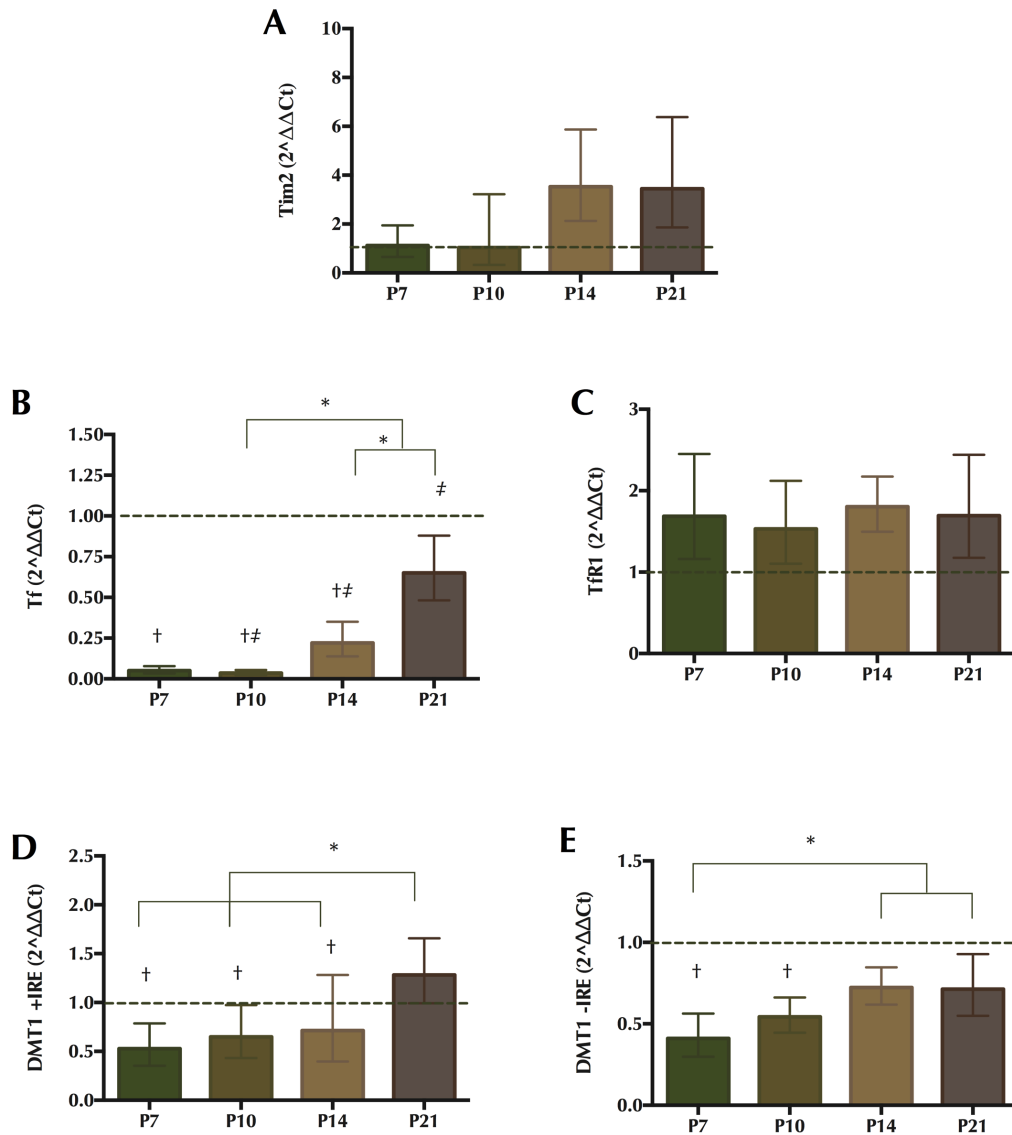 A
Tim2 (2^ΔΔCt)
10
8
6
4
2
0
P7 P10 P14 P21
B
Tf (2^ΔΔCt)
1.50
1.25
1.00
0.75
0.50
0.25
0.00
*
*
≠
†≠
†
†≠
P7 P10 P14 P21
C
TfR1 (2^ΔΔCt)
3
2
1
0
P7 P10 P14 P21
D
DMT1 +IRE (2^ΔΔCt)
2.5
2.0
1.5
1.0
0.5
0.0
*
†
†
†
P7 P10 P14 P21
E
DMT1 -IRE (2^ΔΔCt)
1.5
1.0
0.5
0.0
*
† †
P7 P10 P14 P21